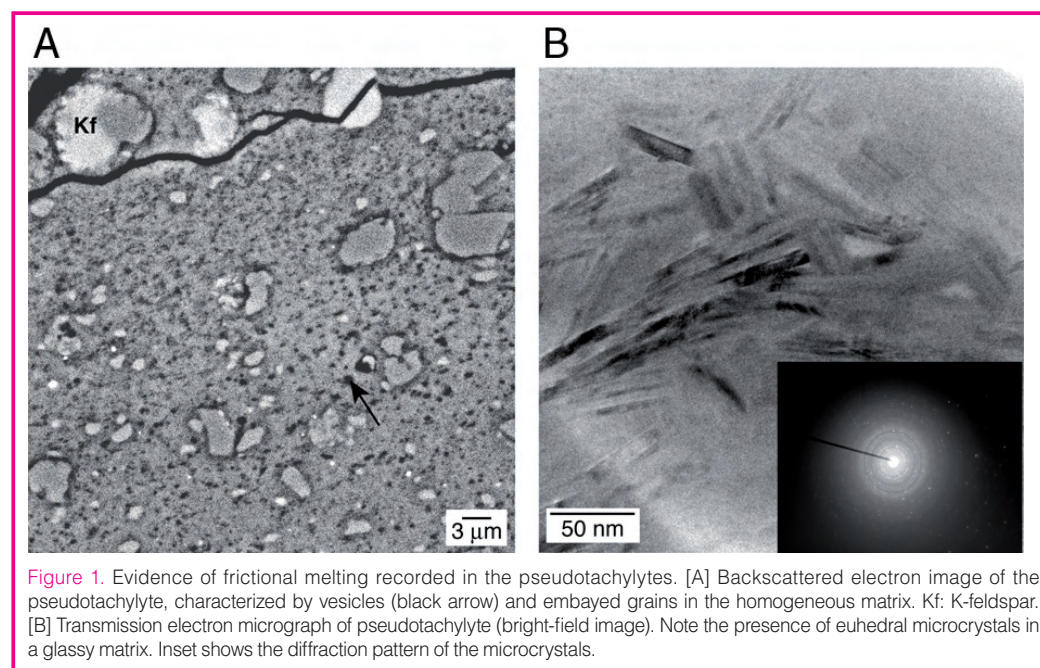 A
B
Kf
3 μm
50 nm
Figure 1. Evidence of frictional melting recorded in the pseudotachylytes. [A] Backscattered electron image of the
pseudotachylyte, characterized by vesicles (black arrow) and embayed grains in the homogeneous matrix. Kf: K-feldspar.
[B] Transmission electron micrograph of pseudotachylyte (bright-field image). Note the presence of euhedral microcrystals in
a glassy matrix. Inset shows the diffraction pattern of the microcrystals.